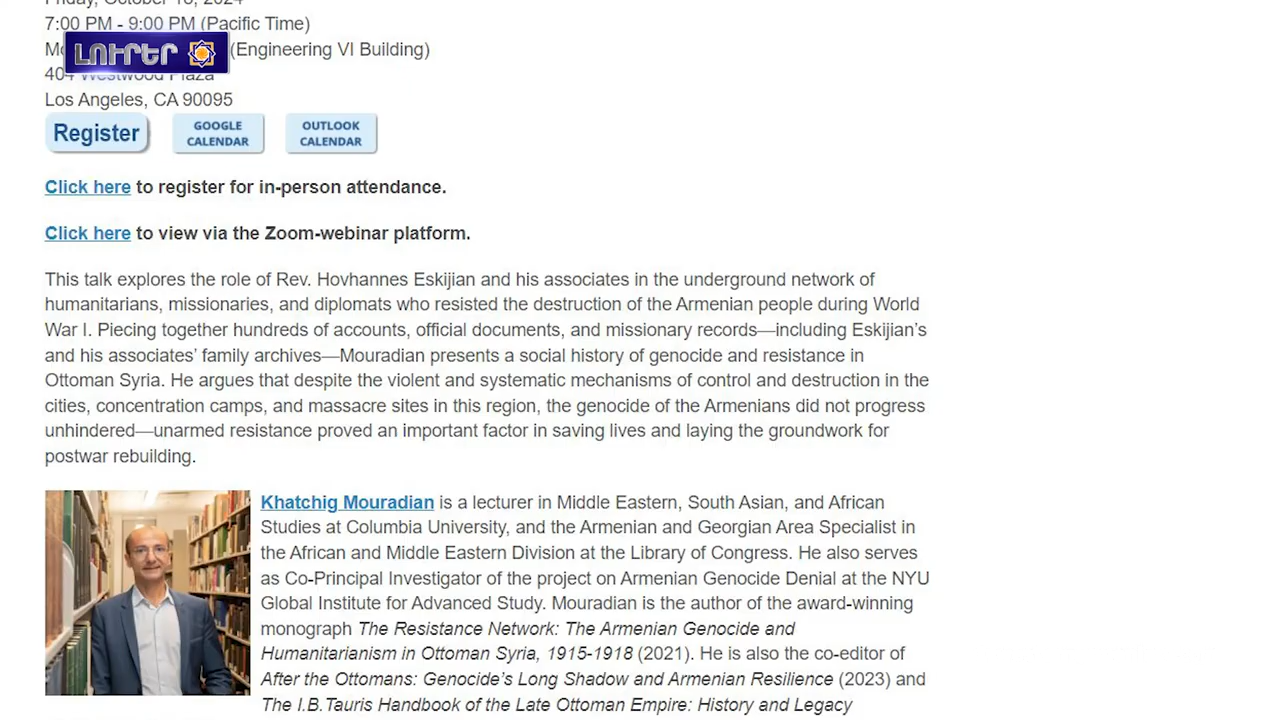 Friday, October 18, 2024
7:00 PM - 9:00 PM (Pacific Time)
ԼՈՒՐԵՐ
(Engineering VI Building)
404 Westwood Plaza
Los Angeles, CA 90095
Register
GOOGLE CALENDAR
OUTLOOK CALENDAR
Click here to register for in-person attendance.
Click here to view via the Zoom-webinar platform.
This talk explores the role of Rev. Hovhannes Eskijian and his associates in the underground network of
humanitarians, missionaries, and diplomats who resisted the destruction of the Armenian people during World
War I. Piecing together hundreds of accounts, official documents, and missionary records—including Eskijian's
and his associates' family archives—Mouradian presents a social history of genocide and resistance in
Ottoman Syria. He argues that despite the violent and systematic mechanisms of control and destruction in the
cities, concentration camps, and massacre sites in this region, the genocide of the Armenians did not progress
unhindered—unarmed resistance proved an important factor in saving lives and laying the groundwork for
postwar rebuilding.
Khatchig Mouradian is a lecturer in Middle Eastern, South Asian, and African
Studies at Columbia University, and the Armenian and Georgian Area Specialist in
the African and Middle Eastern Division at the Library of Congress. He also serves
as Co-Principal Investigator of the project on Armenian Genocide Denial at the NYU
Global Institute for Advanced Study. Mouradian is the author of the award-winning
monograph The Resistance Network: The Armenian Genocide and
Humanitarianism in Ottoman Syria, 1915-1918 (2021). He is also the co-editor of
After the Ottomans: Genocide's Long Shadow and Armenian Resilience (2023) and
The I.B.Tauris Handbook of the Late Ottoman Empire: History and Legacy